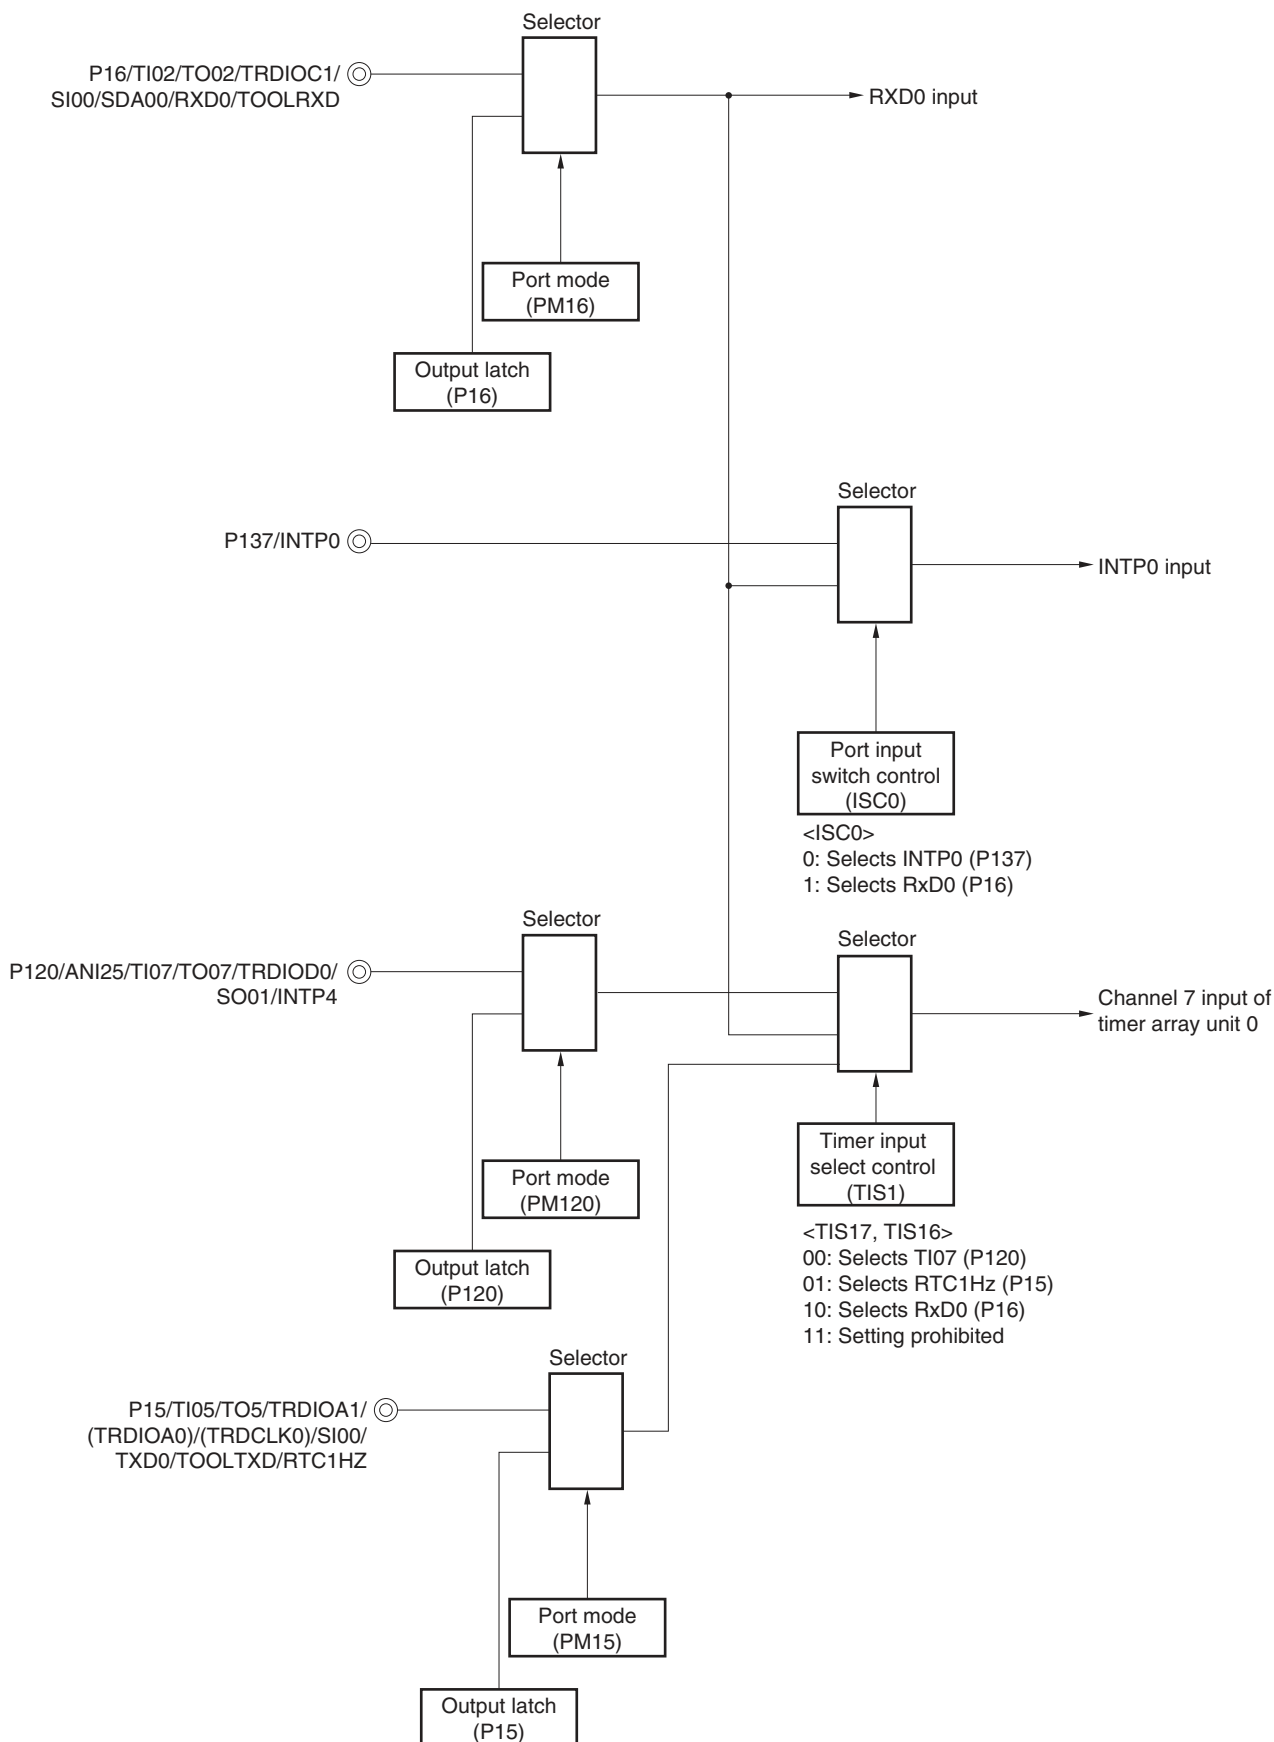 Selector
P16/TI02/TO02/TRDIOC1/
SI00/SDA00/RXD0/TOOLRXD
RXD0 input
Port mode
(PM16)
Output latch
(P16)
Selector
P137/INTP0
INTP0 input
Port input
switch control
(ISC0)
<ISC0>
0: Selects INTP0 (P137)
1: Selects RxD0 (P16)
Selector
Selector
P120/ANI25/TI07/TO07/TRDIOD0/
SO01/INTP4
Channel 7 input of
timer array unit 0
Timer input
select control
(TIS1)
Port mode
(PM120)
<TIS17, TIS16>
00: Selects TI07 (P120)
01: Selects RTC1Hz (P15)
10: Selects RxD0 (P16)
11: Setting prohibited
Output latch
(P120)
Selector
P15/TI05/TO5/TRDIOA1/
(TRDIOA0)/(TRDCLK0)/SI00/
TXD0/TOOLTXD/RTC1HZ
Port mode
(PM15)
Output latch
(P15)